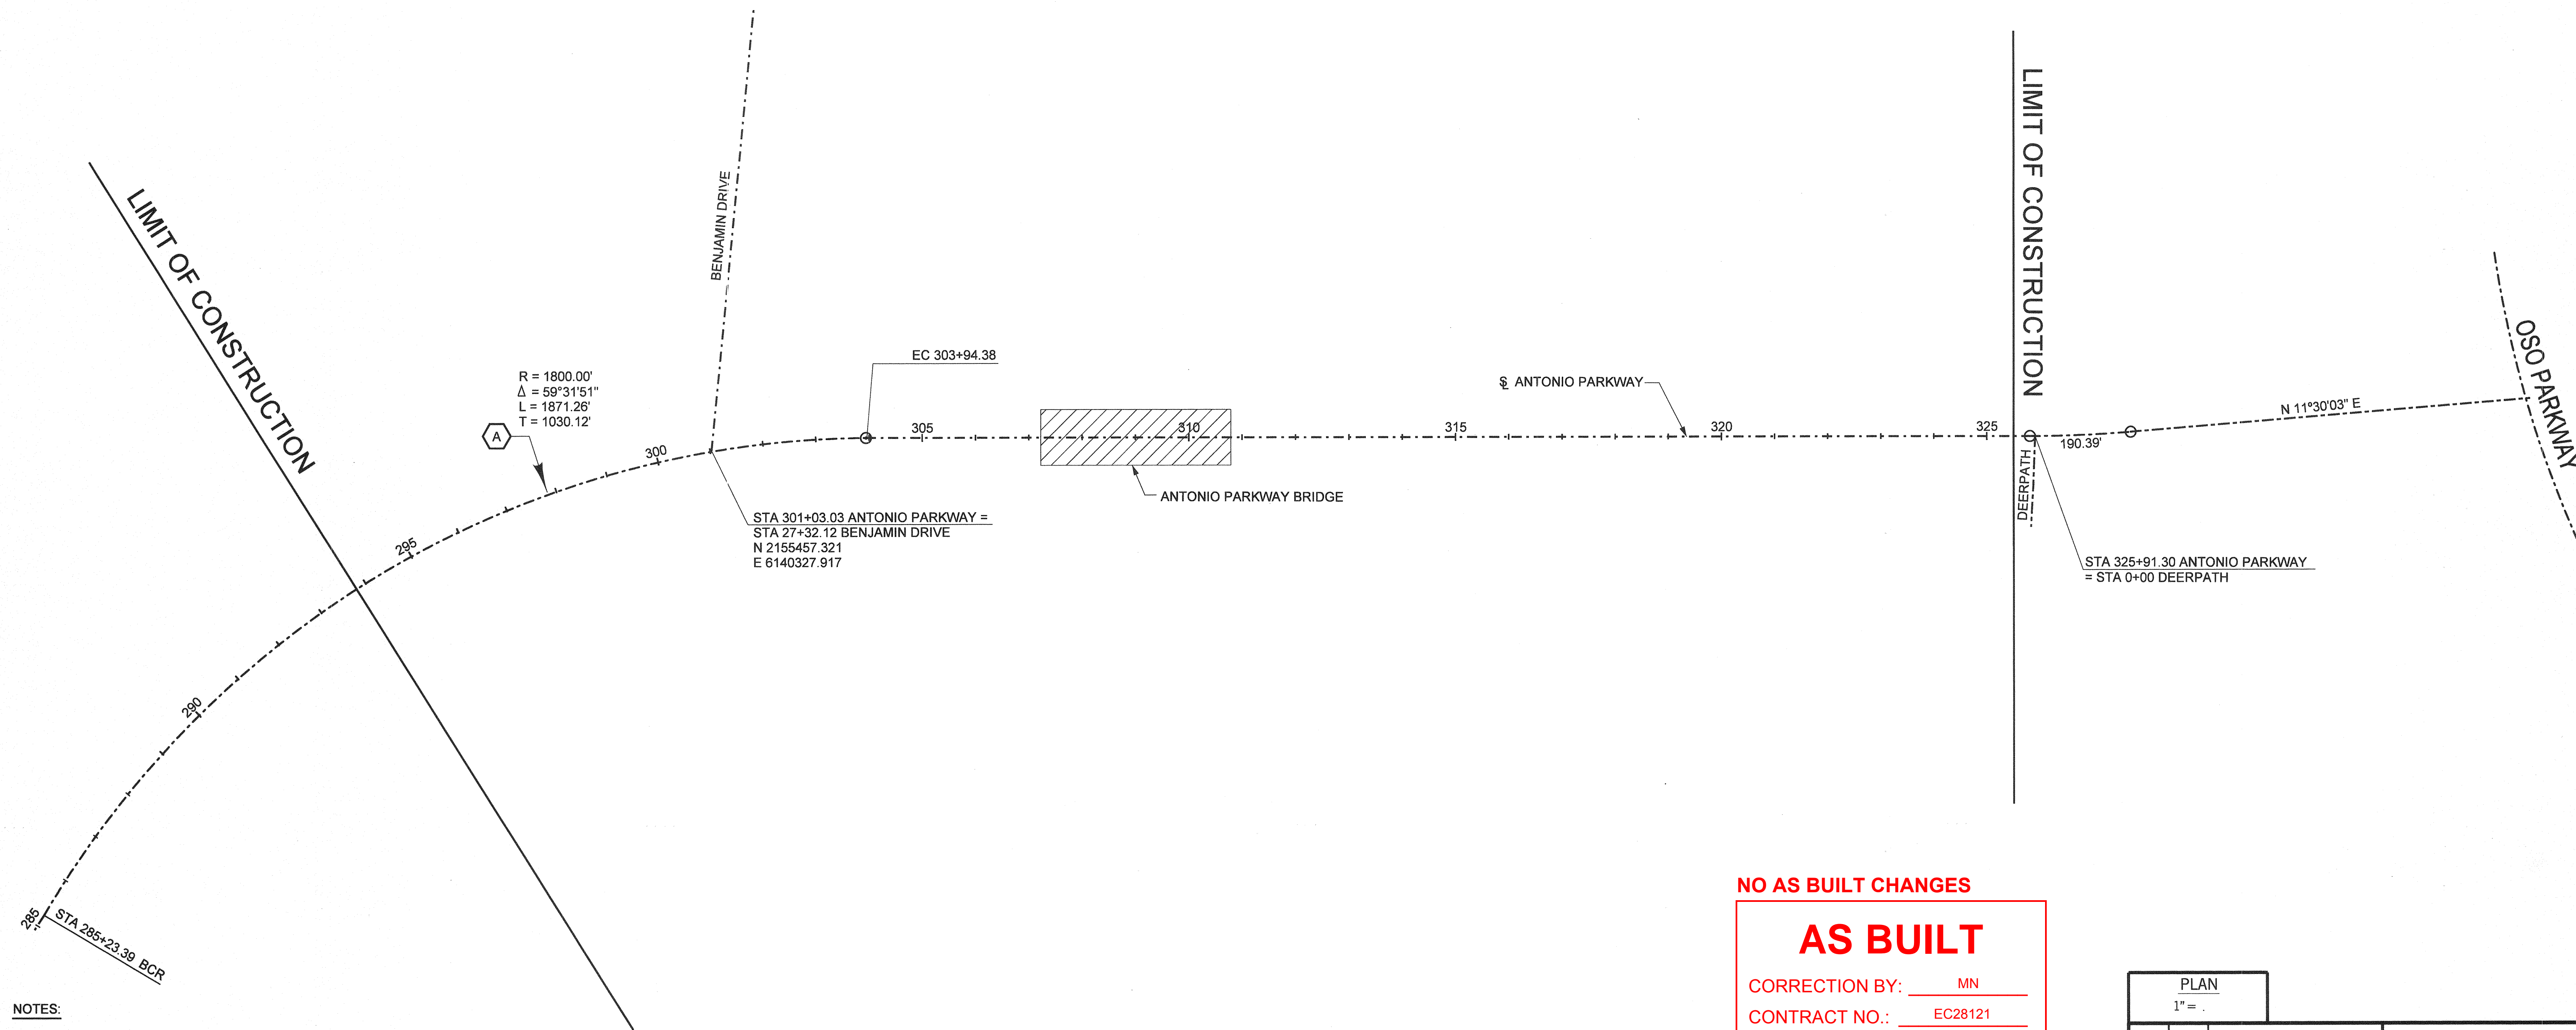 LIMIT OF CONSTRUCTION
BENJAMIN DRIVE
R = 1800.00'
Δ = 59°31'51"
L = 1871.26'
T = 1030.12'
A
EC 303+94.38
℄ ANTONIO PARKWAY
LIMIT OF CONSTRUCTION
OSO PARKWAY
N 11°30'03" E
190.39'
DEERPATH
285
290
295
300
305
310
315
320
325
ANTONIO PARKWAY BRIDGE
STA 301+03.03 ANTONIO PARKWAY =
STA 27+32.12 BENJAMIN DRIVE
N 2155457.321
E 6140327.917
STA 325+91.30 ANTONIO PARKWAY
= STA 0+00 DEERPATH
STA 285+23.39 BCR
NOTES:
NO AS BUILT CHANGES
AS BUILT
CORRECTION BY: MN
CONTRACT NO.: EC28121
PLAN
1" = .